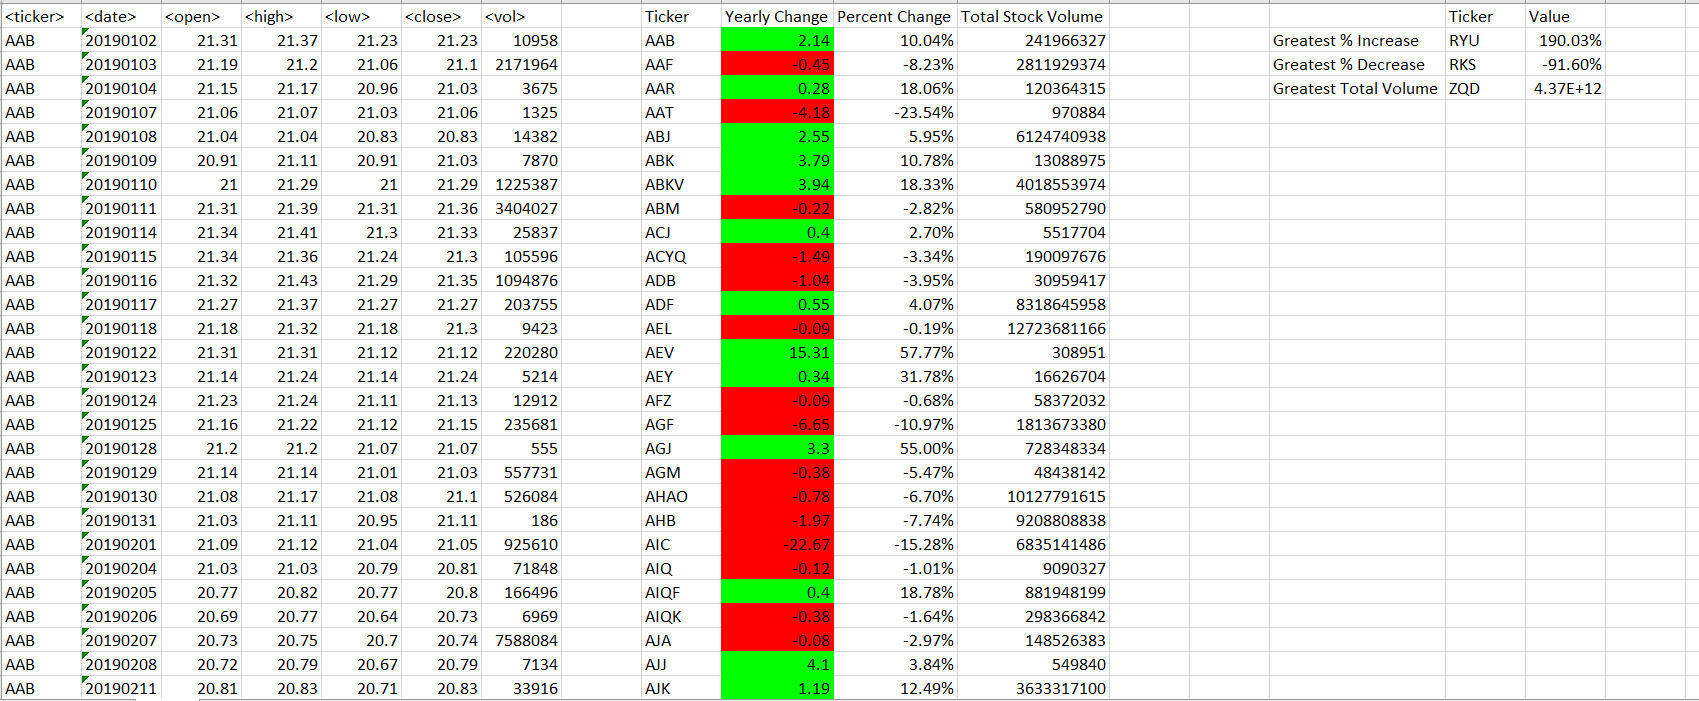 <ticker> <date> <open> <high> <low> <close> <vol> Ticker Yearly Change Percent Change Total Stock Volume Ticker Value
AAB 20190102 21.31 21.37 21.23 21.23 10958 AAB 2.14 10.04% 241966327 Greatest % Increase RYU 190.03%
AAB 20190103 21.19 21.2 21.06 21.1 2171964 AAF -0.45 -8.23% 2811929374 Greatest % Decrease RKS -91.60%
AAB 20190104 21.15 21.17 20.96 21.03 3675 AAR 0.28 18.06% 120364315 Greatest Total Volume ZQD 4.37E+12
AAB 20190107 21.06 21.07 21.03 21.06 1325 AAT -4.18 -23.54% 970884
AAB 20190108 21.04 21.04 20.83 20.83 14382 ABJ 2.55 5.95% 6124740938
AAB 20190109 20.91 21.11 20.91 21.03 7870 ABK 3.79 10.78% 13088975
AAB 20190110 21 21.29 21 21.29 1225387 ABKV 3.94 18.33% 4018553974
AAB 20190111 21.31 21.39 21.31 21.36 3404027 ABM -0.22 -2.82% 580952790
AAB 20190114 21.34 21.41 21.3 21.33 25837 ACJ 0.4 2.70% 5517704
AAB 20190115 21.34 21.36 21.24 21.3 105596 ACYQ -1.49 -3.34% 190097676
AAB 20190116 21.32 21.43 21.29 21.35 1094876 ADB -1.04 -3.95% 30959417
AAB 20190117 21.27 21.37 21.27 21.27 203755 ADF 0.55 4.07% 8318645958
AAB 20190118 21.18 21.32 21.18 21.3 9423 AEL -0.09 -0.19% 12723681166
AAB 20190122 21.31 21.31 21.12 21.12 220280 AEV 15.31 57.77% 308951
AAB 20190123 21.14 21.24 21.14 21.24 5214 AEY 0.34 31.78% 16626704
AAB 20190124 21.23 21.24 21.11 21.13 12912 AFZ -0.09 -0.68% 58372032
AAB 20190125 21.16 21.22 21.12 21.15 235681 AGF -6.65 -10.97% 1813673380
AAB 20190128 21.2 21.2 21.07 21.07 555 AGJ 3.3 55.00% 728348334
AAB 20190129 21.14 21.14 21.01 21.03 557731 AGM -0.38 -5.47% 48438142
AAB 20190130 21.08 21.17 21.08 21.1 526084 AHAO -0.78 -6.70% 10127791615
AAB 20190131 21.03 21.11 20.95 21.11 186 AHB -1.97 -7.74% 9208808838
AAB 20190201 21.09 21.12 21.04 21.05 925610 AIC -22.67 -15.28% 6835141486
AAB 20190204 21.03 21.03 20.79 20.81 71848 AIQ -0.12 -1.01% 9090327
AAB 20190205 20.77 20.82 20.77 20.8 166496 AIQF 0.4 18.78% 881948199
AAB 20190206 20.69 20.77 20.64 20.73 6969 AIQK -0.38 -1.64% 298366842
AAB 20190207 20.73 20.75 20.7 20.74 7588084 AJA -0.08 -2.97% 148526383
AAB 20190208 20.72 20.79 20.67 20.79 7134 AJJ 4.1 3.84% 549840
AAB 20190211 20.81 20.83 20.71 20.83 33916 AJK 1.19 12.49% 3633317100